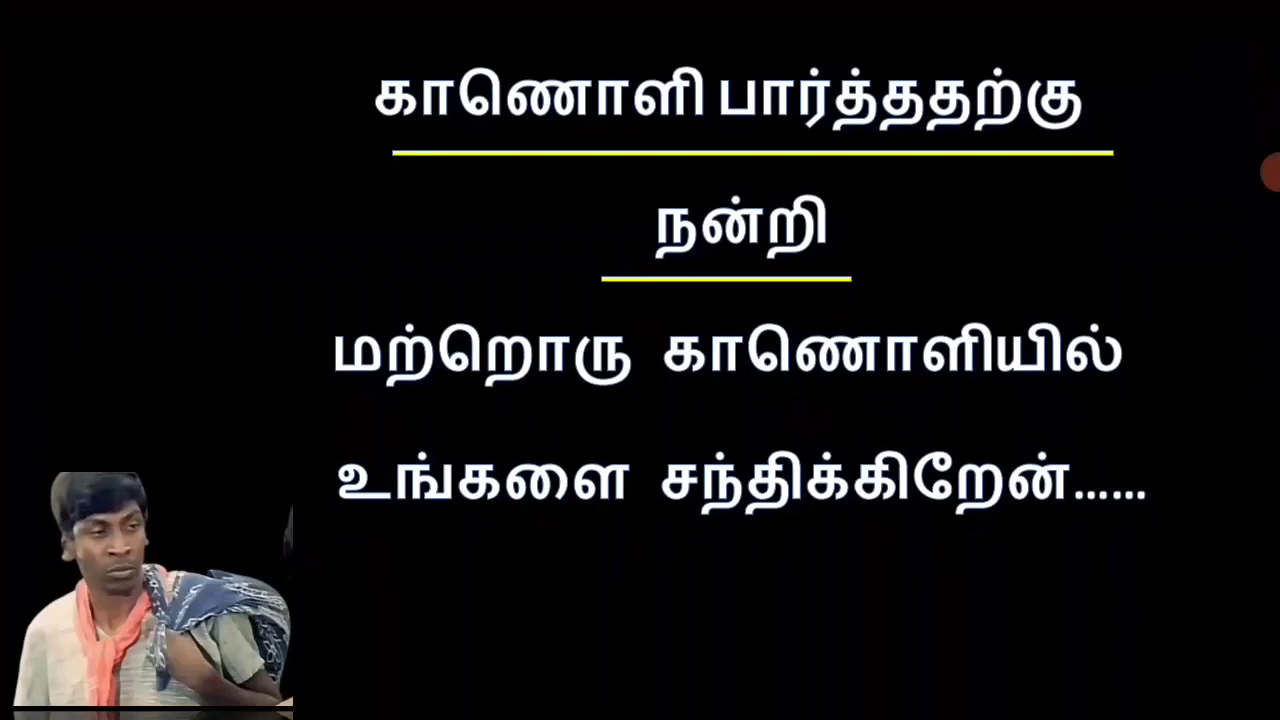 காணொளி பார்த்ததற்கு
நன்றி
மற்றொரு காணொளியில்
உங்களை சந்திக்கிறேன்......